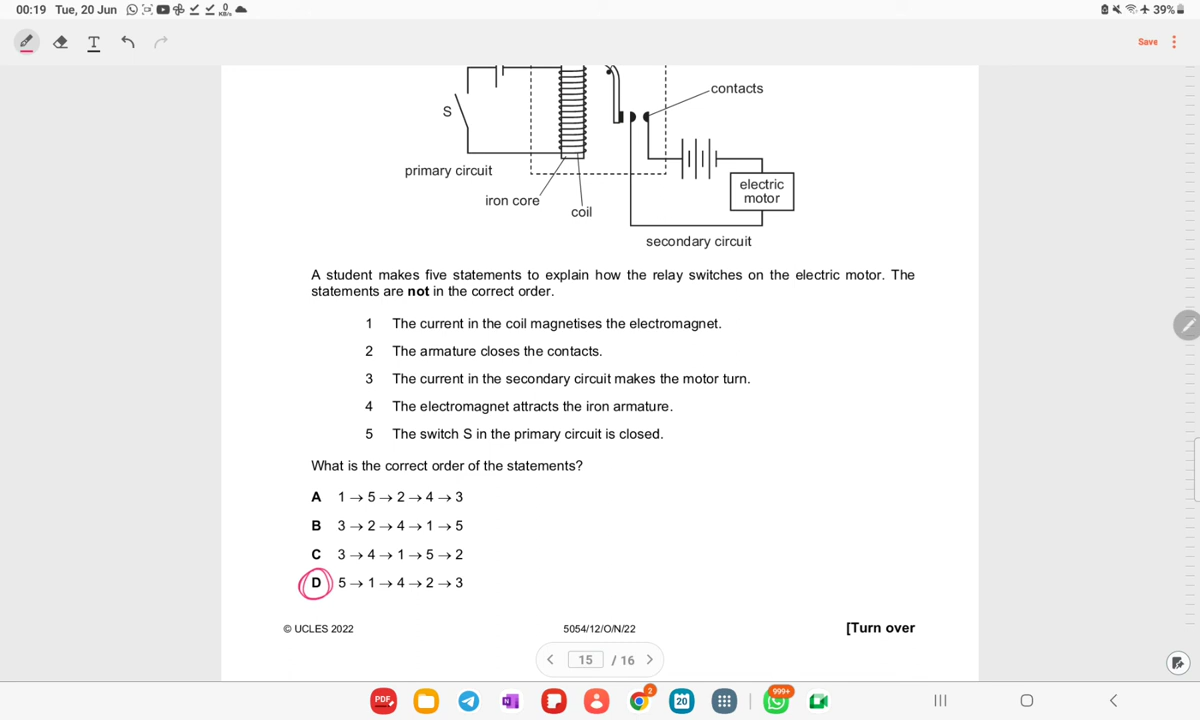 00:19 Tue, 20 Jun
0
KB/s
39%
T
Save
contacts
S
primary circuit
electric
motor
iron core
coil
secondary circuit
A student makes five statements to explain how the relay switches on the electric motor. The
statements are not in the correct order.
1 The current in the coil magnetises the electromagnet.
2 The armature closes the contacts.
3 The current in the secondary circuit makes the motor turn.
4 The electromagnet attracts the iron armature.
5 The switch S in the primary circuit is closed.
What is the correct order of the statements?
A 1 → 5 → 2 → 4 → 3
B 3 → 2 → 4 → 1 → 5
C 3 → 4 → 1 → 5 → 2
D 5 → 1 → 4 → 2 → 3
© UCLES 2022 5054/12/O/N/22 [Turn over
< 15 / 16 >
PDF
N
2
20
999+